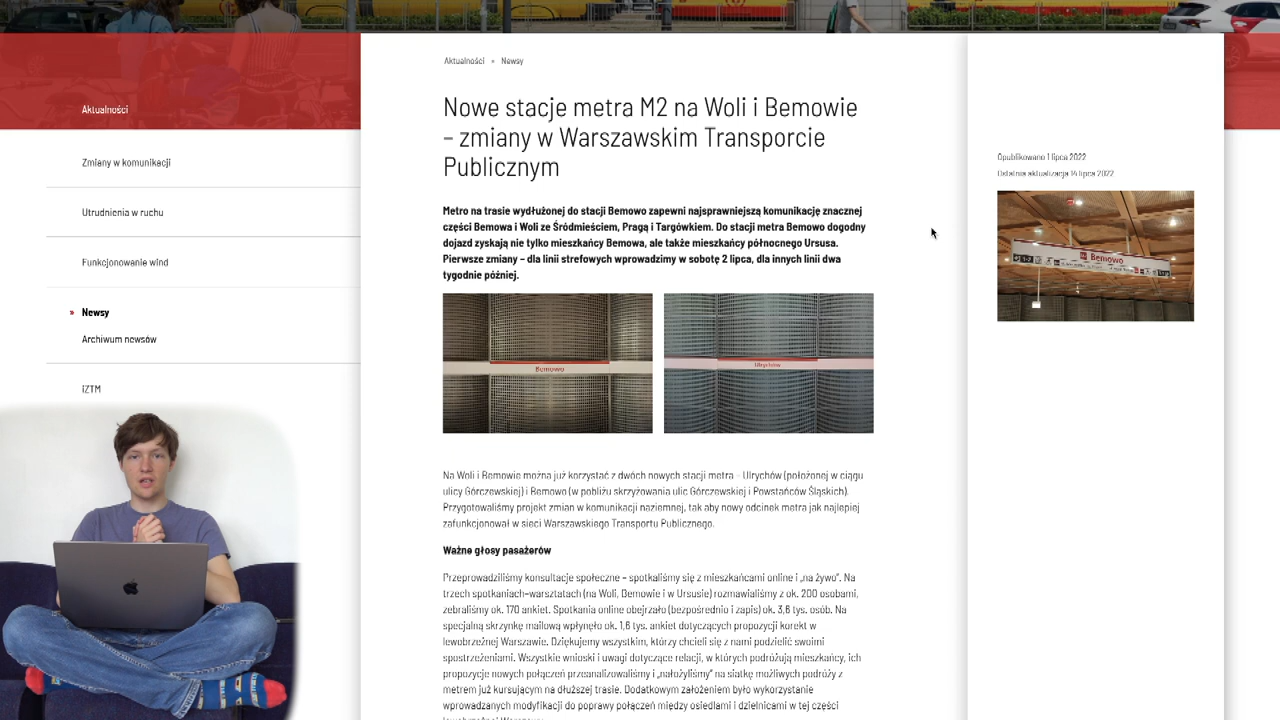 Aktualności » Newsy
Aktualności
Zmiany w komunikacji
Utrudnienia w ruchu
Funkcjonowanie wind
» Newsy
Archiwum newsów
iZTM
Nowe stacje metra M2 na Woli i Bemowie
– zmiany w Warszawskim Transporcie
Publicznym
Metro na trasie wydłużonej do stacji Bemowo zapewni najsprawniejszą komunikację znacznej
części Bemowa i Woli ze Śródmieściem, Pragą i Targówkiem. Do stacji metra Bemowo dogodny
dojazd zyskają nie tylko mieszkańcy Bemowa, ale także mieszkańcy północnego Ursusa.
Pierwsze zmiany – dla linii strefowych wprowadzimy w sobotę 2 lipca, dla innych linii dwa
tygodnie później.
Bemowo
Ulrychów
Na Woli i Bemowie można już korzystać z dwóch nowych stacji metra – Ulrychów (położonej w ciągu
ulicy Górczewskiej) i Bemowo (w pobliżu skrzyżowania ulic Górczewskiej i Powstańców Śląskich).
Przygotowaliśmy projekt zmian w komunikacji naziemnej, tak aby nowy odcinek metra jak najlepiej
zafunkcjonował w sieci Warszawskiego Transportu Publicznego.
Ważne głosy pasażerów
Przeprowadziliśmy konsultacje społeczne – spotkaliśmy się z mieszkańcami online i „na żywo”. Na
trzech spotkaniach-warsztatach (na Woli, Bemowie i w Ursusie) rozmawialiśmy z ok. 200 osobami,
zebraliśmy ok. 170 ankiet. Spotkania online obejrzało (bezpośrednio i zapis) ok. 3,6 tys. osób. Na
specjalną skrzynkę mailową wpłynęło ok. 1,6 tys. ankiet dotyczących propozycji korekt w
lewobrzeżnej Warszawie. Dziękujemy wszystkim, którzy chcieli się z nami podzielić swoimi
spostrzeżeniami. Wszystkie wnioski i uwagi dotyczące relacji, w których podróżują mieszkańcy, ich
propozycje nowych połączeń przeanalizowaliśmy i „nałożyliśmy” na siatkę możliwych podróży z
metrem już kursującym na dłuższej trasie. Dodatkowym założeniem było wykorzystanie
wprowadzanych modyfikacji do poprawy połączeń między osiedlami i dzielnicami w tej części
Opublikowano 1 lipca 2022
Ostatnia aktualizacja 14 lipca 2022
Bemowo